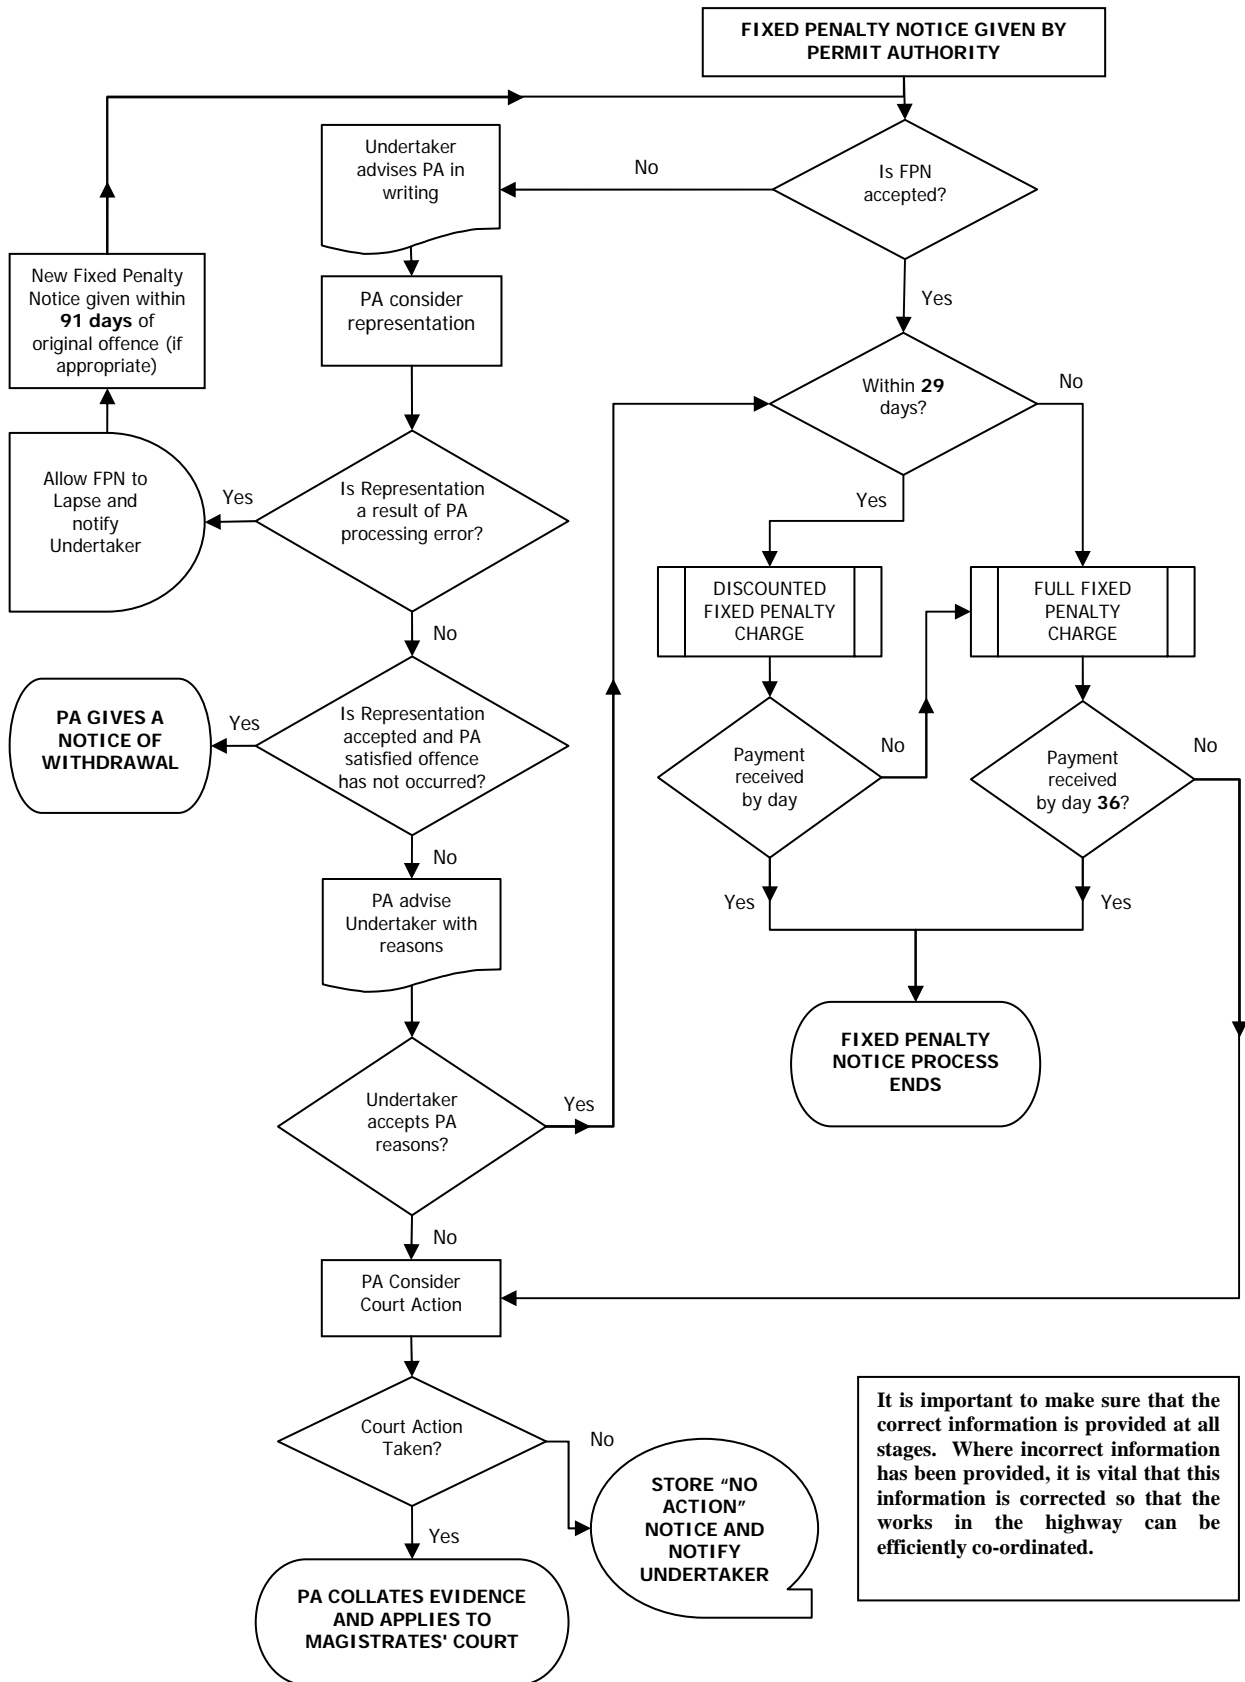 FIXED PENALTY NOTICE GIVEN BY
PERMIT AUTHORITY
Is FPN
accepted?
No
Undertaker
advises PA in
writing
Yes
New Fixed Penalty
Notice given within
91 days of
original offence (if
appropriate)
PA consider
representation
Within 29
days?
No
Yes
Allow FPN to
Lapse and
notify
Undertaker
Yes
Is Representation
a result of PA
processing error?
No
DISCOUNTED
FIXED PENALTY
CHARGE
FULL FIXED
PENALTY
CHARGE
PA GIVES A
NOTICE OF
WITHDRAWAL
Yes
Is Representation
accepted and PA
satisfied offence
has not occurred?
No
Payment
received
by day
No
Yes
Payment
received
by day 36?
No
Yes
PA advise
Undertaker with
reasons
FIXED PENALTY
NOTICE PROCESS
ENDS
Undertaker
accepts PA
reasons?
Yes
No
PA Consider
Court Action
Court Action
Taken?
No
Yes
STORE “NO
ACTION”
NOTICE AND
NOTIFY
UNDERTAKER
PA COLLATES EVIDENCE
AND APPLIES TO
MAGISTRATES' COURT
It is important to make sure that the
correct information is provided at all
stages. Where incorrect information
has been provided, it is vital that this
information is corrected so that the
works in the highway can be
efficiently co-ordinated.